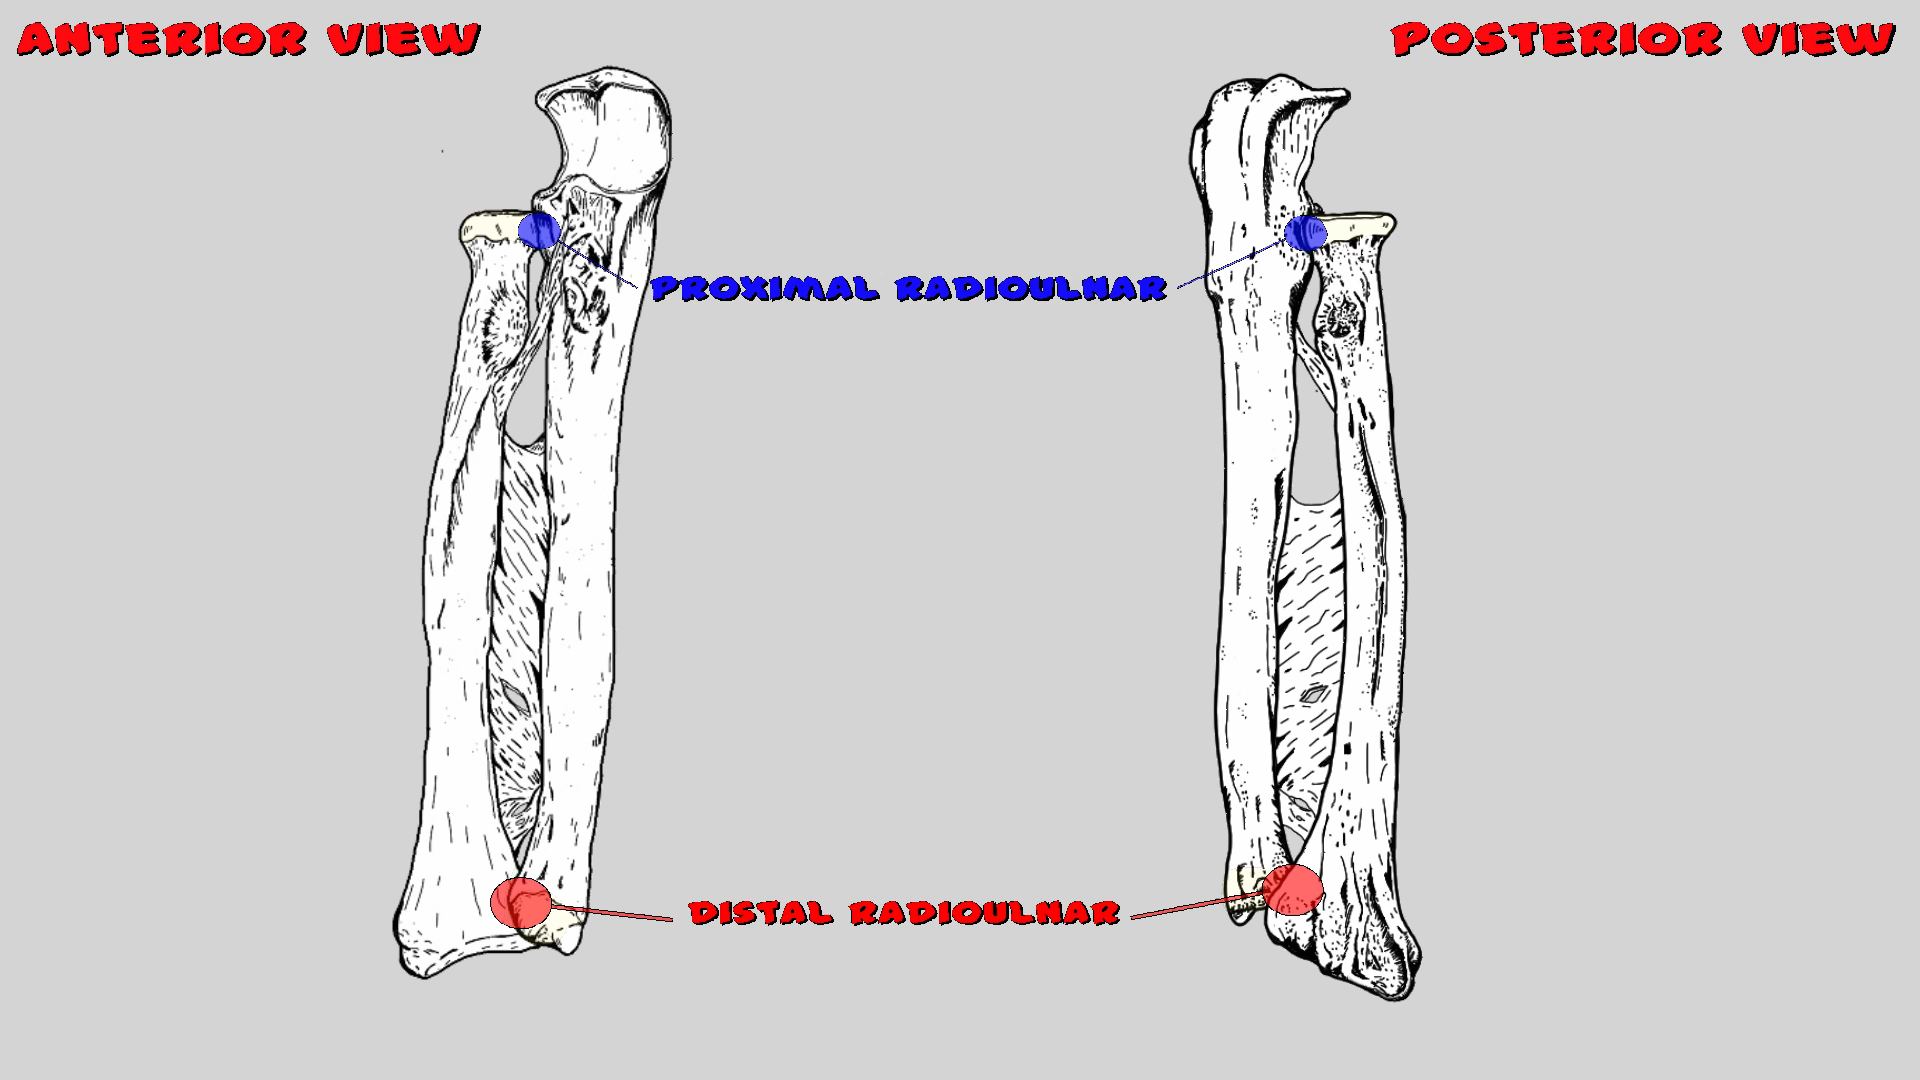 ANTERIOR VIEW
POSTERIOR VIEW
PROXIMAL RADIOULNAR
DISTAL RADIOULNAR